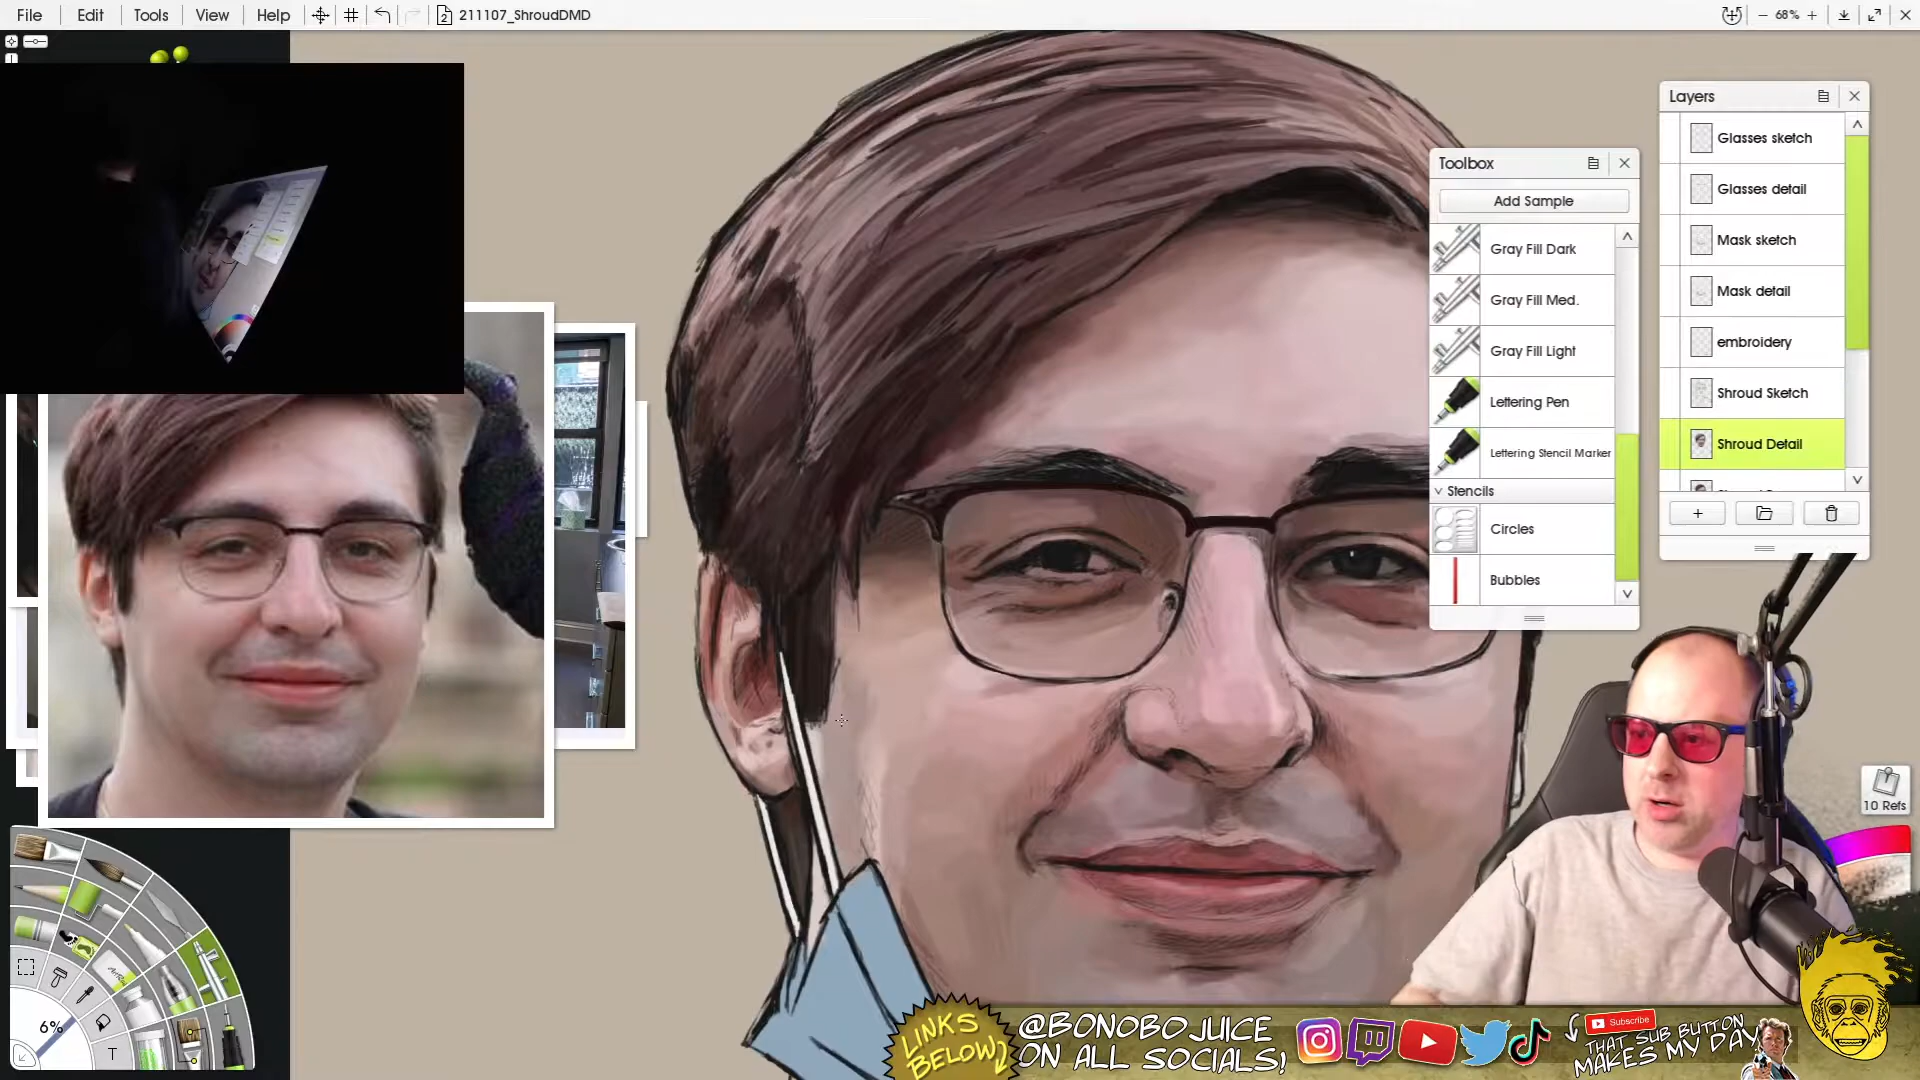 File Edit Tools View Help 2 211107_ShroudDMD 68%
Layers
Glasses sketch
Glasses detail
Mask sketch
Mask detail
embroidery
Shroud Sketch
Shroud Detail
Toolbox
Add Sample
Gray Fill Dark
Gray Fill Med.
Gray Fill Light
Lettering Pen
Lettering Stencil Marker
Stencils
Circles
Bubbles
10 Refs
6%
T
LINKS
BELOW
@BONOBOJUICE
ON ALL SOCIALS!
Subscribe
THAT SUB BUTTON
MAKES MY DAY